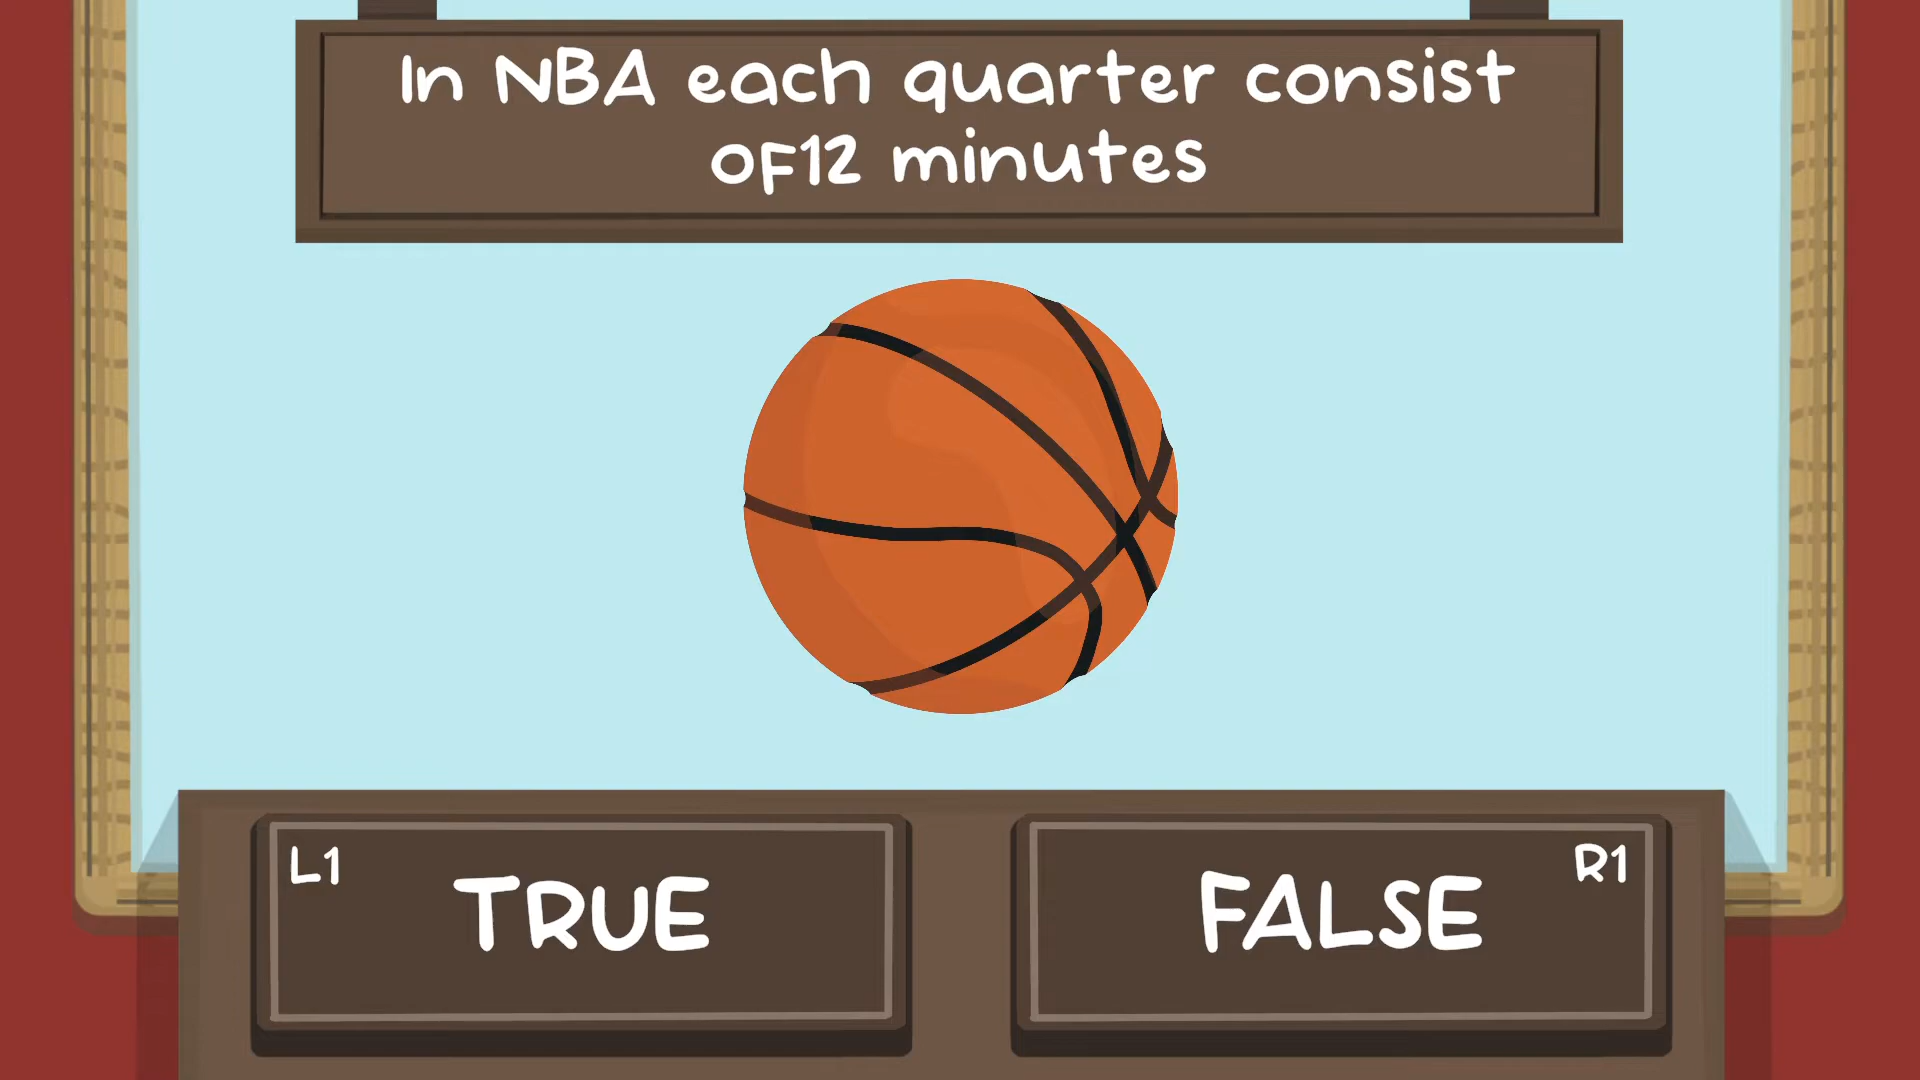 In NBA each quarter consist
of12 minutes
L1
TRUE
FALSE
R1